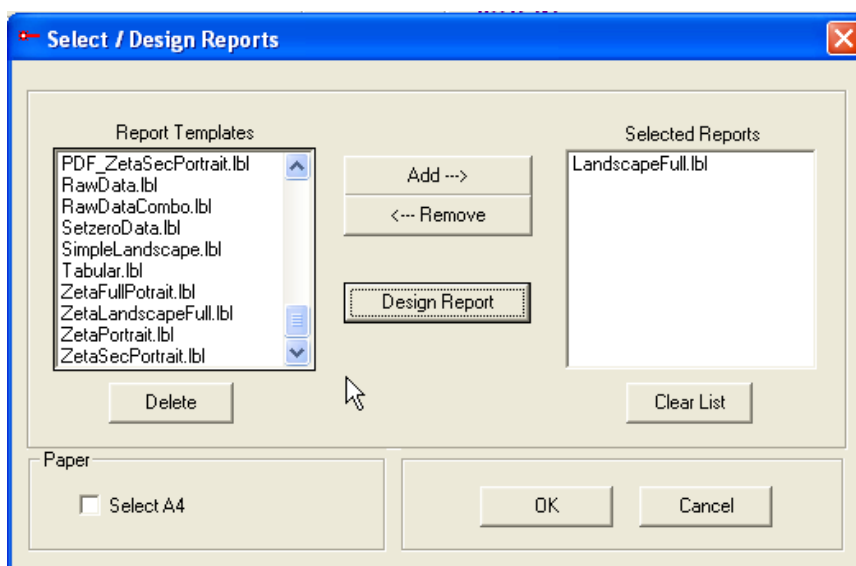 Select / Design Reports
Report Templates
PDF_ZetaSecPortrait.lbl
RawData.lbl
RawDataCombo.lbl
SetzeroData.lbl
SimpleLandscape.lbl
Tabular.lbl
ZetaFullPotrait.lbl
ZetaLandscapeFull.lbl
ZetaPortrait.lbl
ZetaSecPortrait.lbl
Delete
Add --->
<--- Remove
Design Report
Selected Reports
LandscapeFull.lbl
Clear List
Paper
Select A4
OK
Cancel